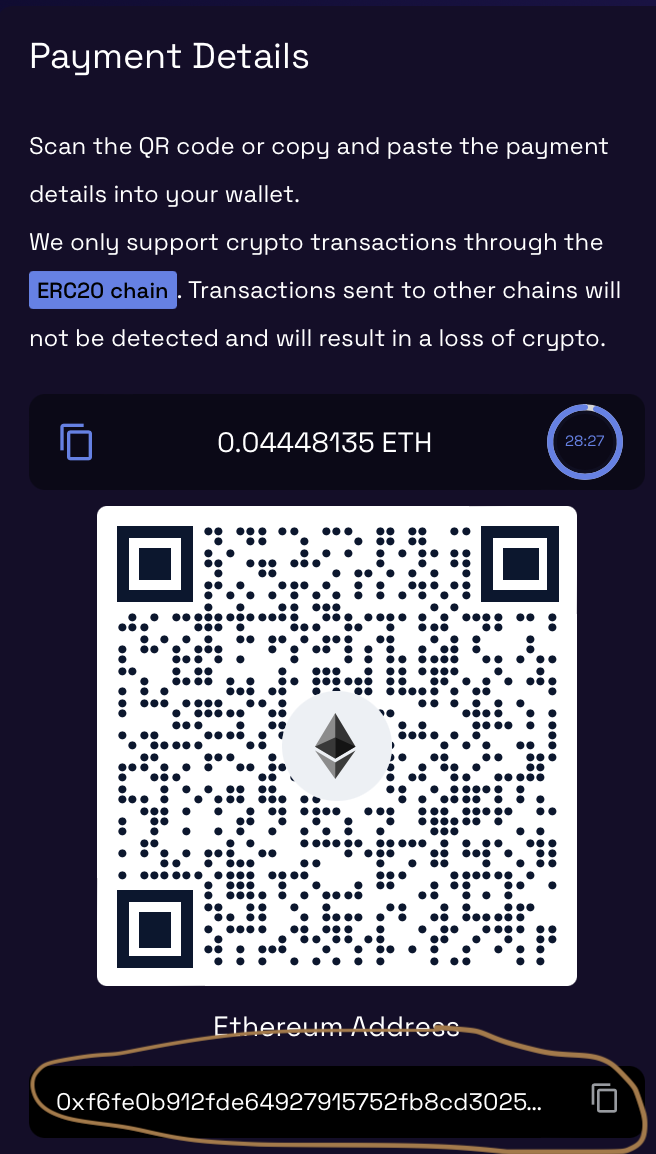 Payment Details
Scan the QR code or copy and paste the payment
details into your wallet.
We only support crypto transactions through the
ERC20 chain. Transactions sent to other chains will
not be detected and will result in a loss of crypto.
0.04448135 ETH
28:27
Ethereum Address
0xf6fe0b912fde64927915752fb8cd3025...